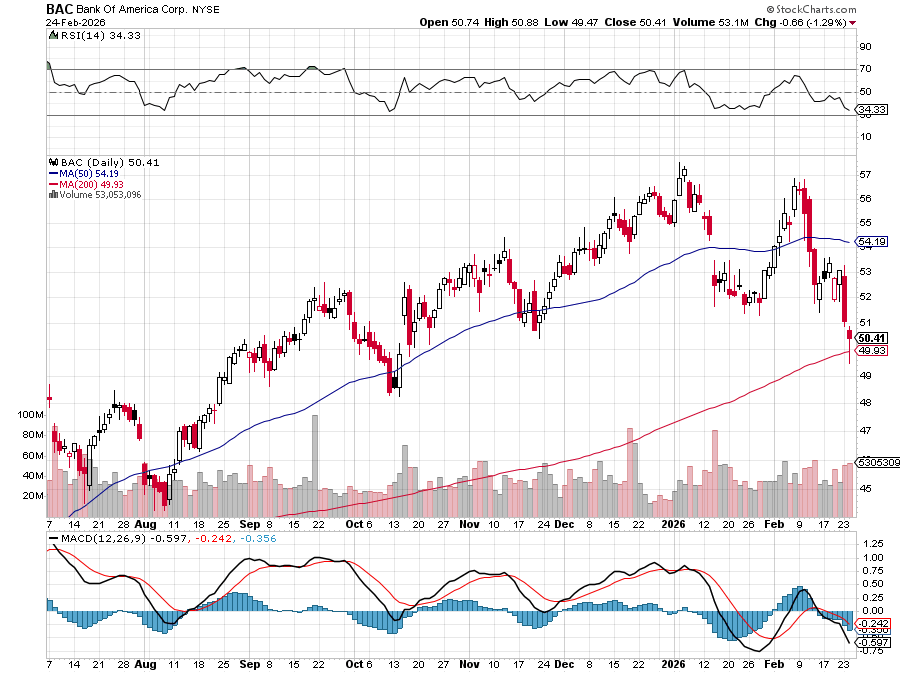 BAC Bank Of America Corp. NYSE © StockCharts.com
24-Feb-2026 Open 50.74 High 50.88 Low 49.47 Close 50.41 Volume 53.1M Chg -0.66 (-1.29%)
RSI(14) 34.33
90
70
50
34.33
30
10
BAC (Daily) 50.41
MA(50) 54.19
MA(200) 49.93
Volume 53,053,096
57
56
55
54.19
54
53
52
51
50.41
49.93
49
48
47
46
45
5305309
100M
80M
60M
40M
20M
7 14 21 28 Aug 11 18 25 Sep 8 15 22 Oct 6 13 20 27 Nov 10 17 24 Dec 8 15 22 2026 12 20 26 Feb 9 17 23
MACD(12,26,9) -0.597, -0.242, -0.356
1.25
1.00
0.75
0.50
0.25
0.00
-0.242
-0.597
-0.75
7 14 21 28 Aug 11 18 25 Sep 8 15 22 Oct 6 13 20 27 Nov 10 17 24 Dec 8 15 22 2026 12 20 26 Feb 9 17 23